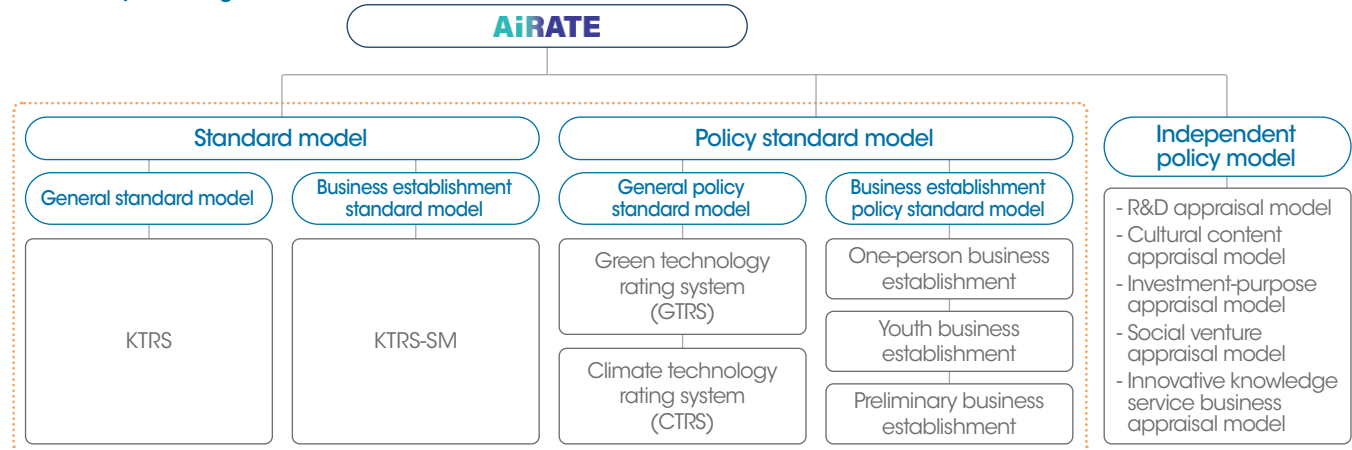 AiRATE
Standard model
Policy standard model
Independent
policy model
General standard model
Business establishment
standard model
General policy
standard model
Business establishment
policy standard model
KTRS
KTRS-SM
Green technology
rating system
(GTRS)
Climate technology
rating system
(CTRS)
One-person business
establishment
Youth business
establishment
Preliminary business
establishment
- R&D appraisal model
- Cultural content
appraisal model
- Investment-purpose
appraisal model
- Social venture
appraisal model
- Innovative knowledge
service business
appraisal model